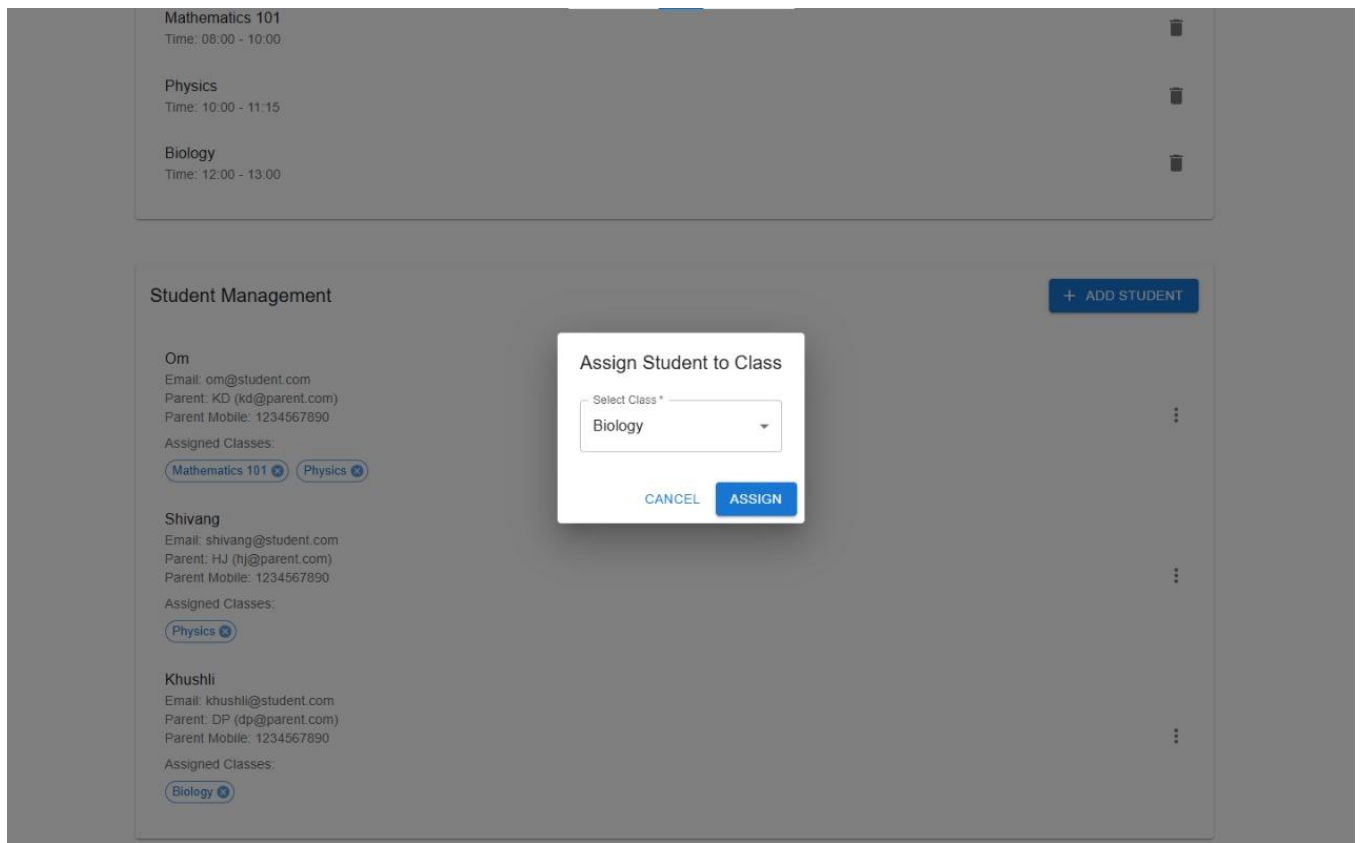 Mathematics 101
Time: 08:00 - 10:00
Physics
Time: 10:00 - 11:15
Biology
Time: 12:00 - 13:00
Student Management
+ ADD STUDENT
Om
Email: om@student.com
Parent: KD (kd@parent.com)
Parent Mobile: 1234567890
Assigned Classes:
Mathematics 101 Physics
Shivang
Email: shivang@student.com
Parent: HJ (hj@parent.com)
Parent Mobile: 1234567890
Assigned Classes:
Physics
Khushli
Email: khushli@student.com
Parent: DP (dp@parent.com)
Parent Mobile: 1234567890
Assigned Classes:
Biology
Assign Student to Class
Select Class *
Biology
CANCEL ASSIGN